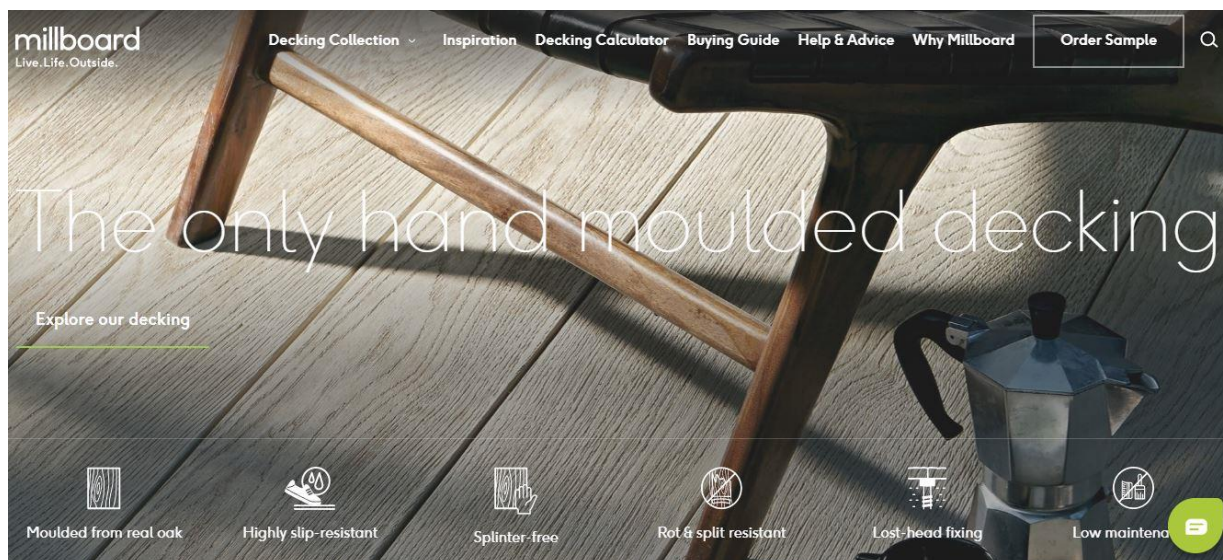 millboard
Live.Life.Outside.
Decking Collection Inspiration Decking Calculator Buying Guide Help & Advice Why Millboard Order Sample
The only hand moulded decking
Explore our decking
Moulded from real oak Highly slip-resistant Splinter-free Rot & split resistant Lost-head fixing Low maintena